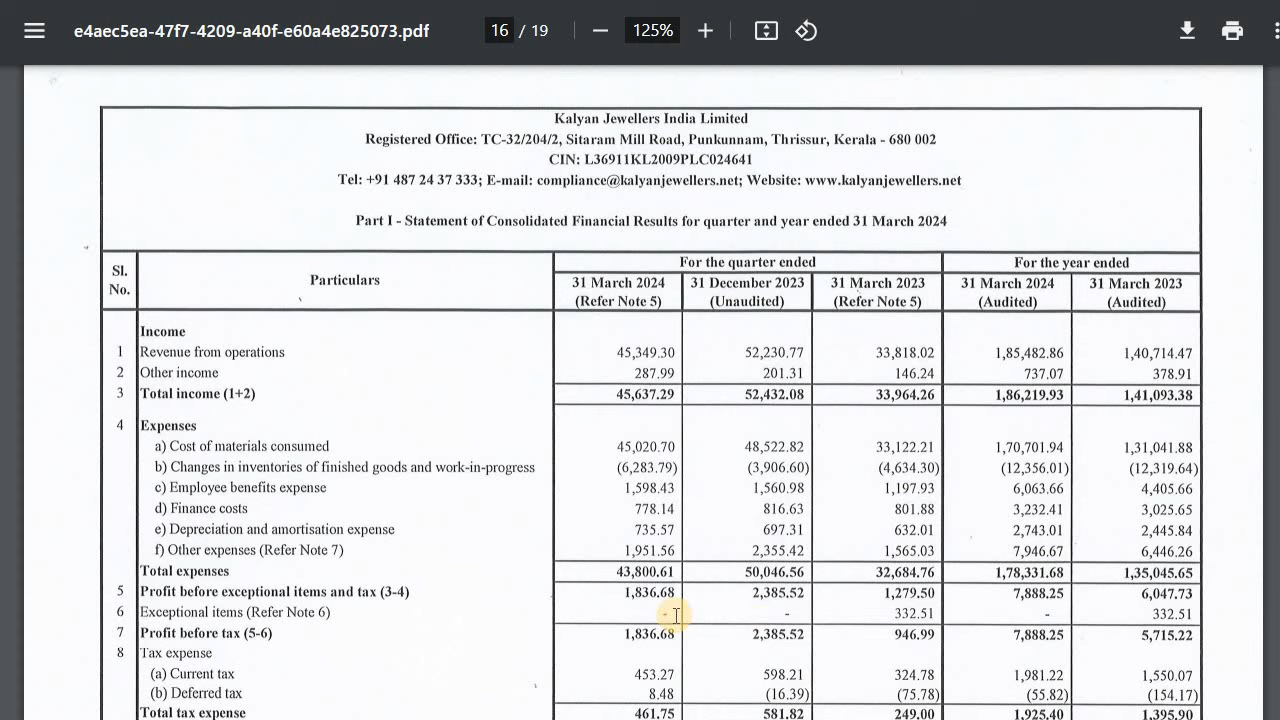 e4aec5ea-47f7-4209-a40f-e60a4e825073.pdf 16 / 19 125%
Kalyan Jewellers India Limited
Registered Office: TC-32/204/2, Sitaram Mill Road, Punkunnam, Thrissur, Kerala - 680 002
CIN: L36911KL2009PLC024641
Tel: +91 487 24 37 333; E-mail: compliance@kalyanjewellers.net; Website: www.kalyanjewellers.net
Part I - Statement of Consolidated Financial Results for quarter and year ended 31 March 2024
Sl. No. Particulars For the quarter ended For the year ended
31 March 2024 31 December 2023 31 March 2023 31 March 2024 31 March 2023
(Refer Note 5) (Unaudited) (Refer Note 5) (Audited) (Audited)
Income
1 Revenue from operations 45,349.30 52,230.77 33,818.02 1,85,482.86 1,40,714.47
2 Other income 287.99 201.31 146.24 737.07 378.91
3 Total income (1+2) 45,637.29 52,432.08 33,964.26 1,86,219.93 1,41,093.38
4 Expenses
a) Cost of materials consumed 45,020.70 48,522.82 33,122.21 1,70,701.94 1,31,041.88
b) Changes in inventories of finished goods and work-in-progress (6,283.79) (3,906.60) (4,634.30) (12,356.01) (12,319.64)
c) Employee benefits expense 1,598.43 1,560.98 1,197.93 6,063.66 4,405.66
d) Finance costs 778.14 816.63 801.88 3,232.41 3,025.65
e) Depreciation and amortisation expense 735.57 697.31 632.01 2,743.01 2,445.84
f) Other expenses (Refer Note 7) 1,951.56 2,355.42 1,565.03 7,946.67 6,446.26
Total expenses 43,800.61 50,046.56 32,684.76 1,78,331.68 1,35,045.65
5 Profit before exceptional items and tax (3-4) 1,836.68 2,385.52 1,279.50 7,888.25 6,047.73
6 Exceptional items (Refer Note 6) - - 332.51 - 332.51
7 Profit before tax (5-6) 1,836.68 2,385.52 946.99 7,888.25 5,715.22
8 Tax expense
(a) Current tax 453.27 598.21 324.78 1,981.22 1,550.07
(b) Deferred tax 8.48 (16.39) (75.78) (55.82) (154.17)
Total tax expense 461.75 581.82 249.00 1,925.40 1,395.90